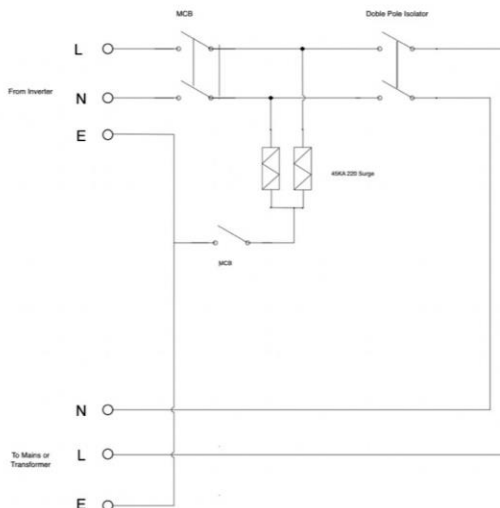 MCB
Doble Pole Isolator
L
From Inverter
N
E
45KA 220 Surge
MCB
N
To Mains or
Transformer
L
E